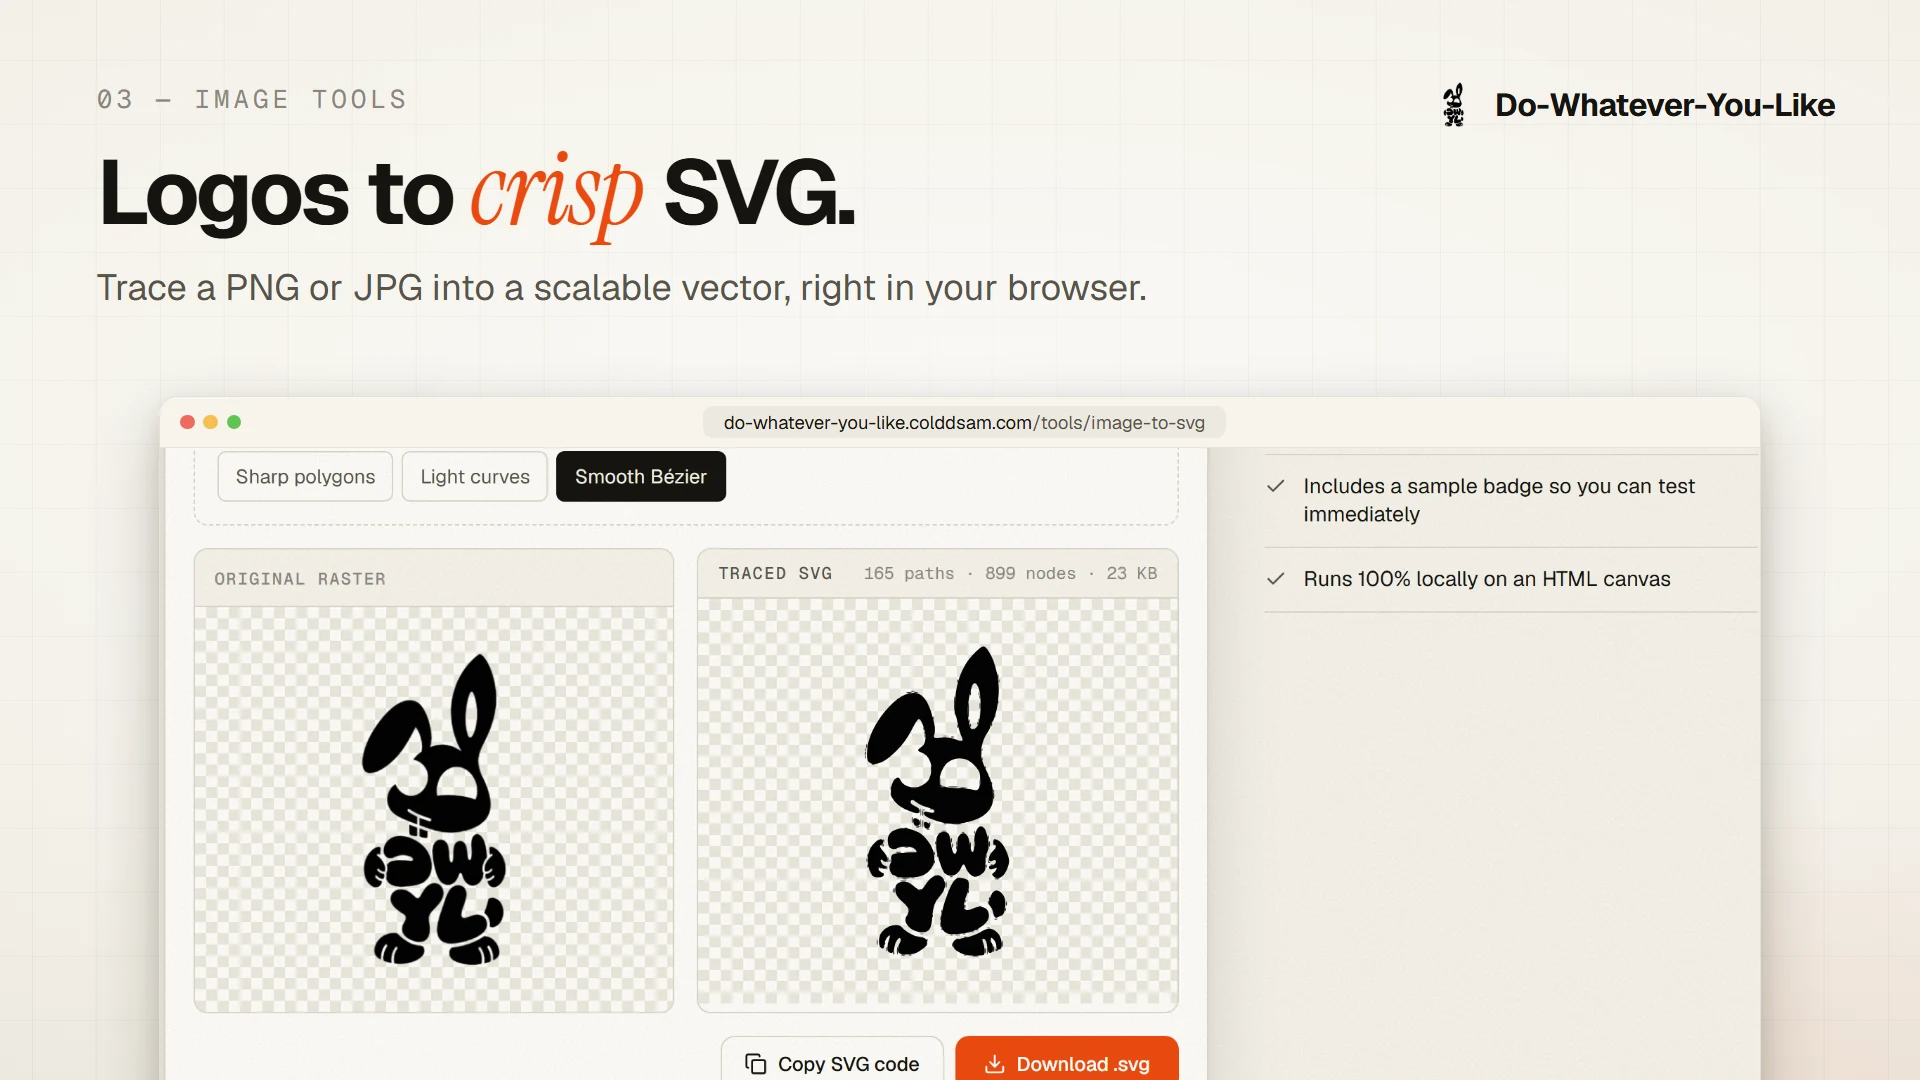 03 — IMAGE TOOLS
Do-Whatever-You-Like
Logos to crisp SVG.
Trace a PNG or JPG into a scalable vector, right in your browser.
do-whatever-you-like.colddsam.com/tools/image-to-svg
Sharp polygons
Light curves
Smooth Bézier
Includes a sample badge so you can test
immediately
Runs 100% locally on an HTML canvas
ORIGINAL RASTER
TRACED SVG
165 paths · 899 nodes · 23 KB
Copy SVG code
Download .svg